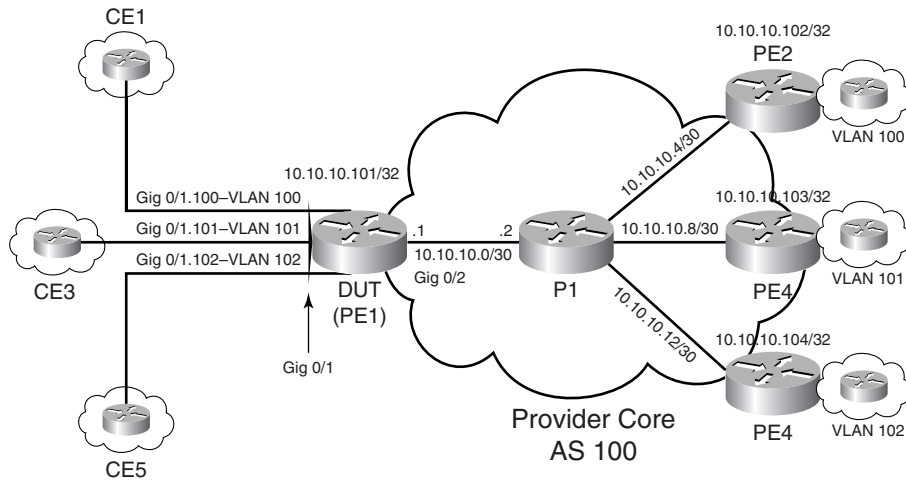 CE1
10.10.10.102/32
PE2
VLAN 100
10.10.10.101/32
Gig 0/1.100–VLAN 100
10.10.10.4/30
10.10.10.103/32
Gig 0/1.101–VLAN 101
.1
.2
10.10.10.8/30
10.10.10.0/30
Gig 0/1.102–VLAN 102
Gig 0/2
VLAN 101
CE3
DUT
(PE1)
P1
PE4
10.10.10.12/30
10.10.10.104/32
Gig 0/1
Provider Core
AS 100
VLAN 102
PE4
CE5